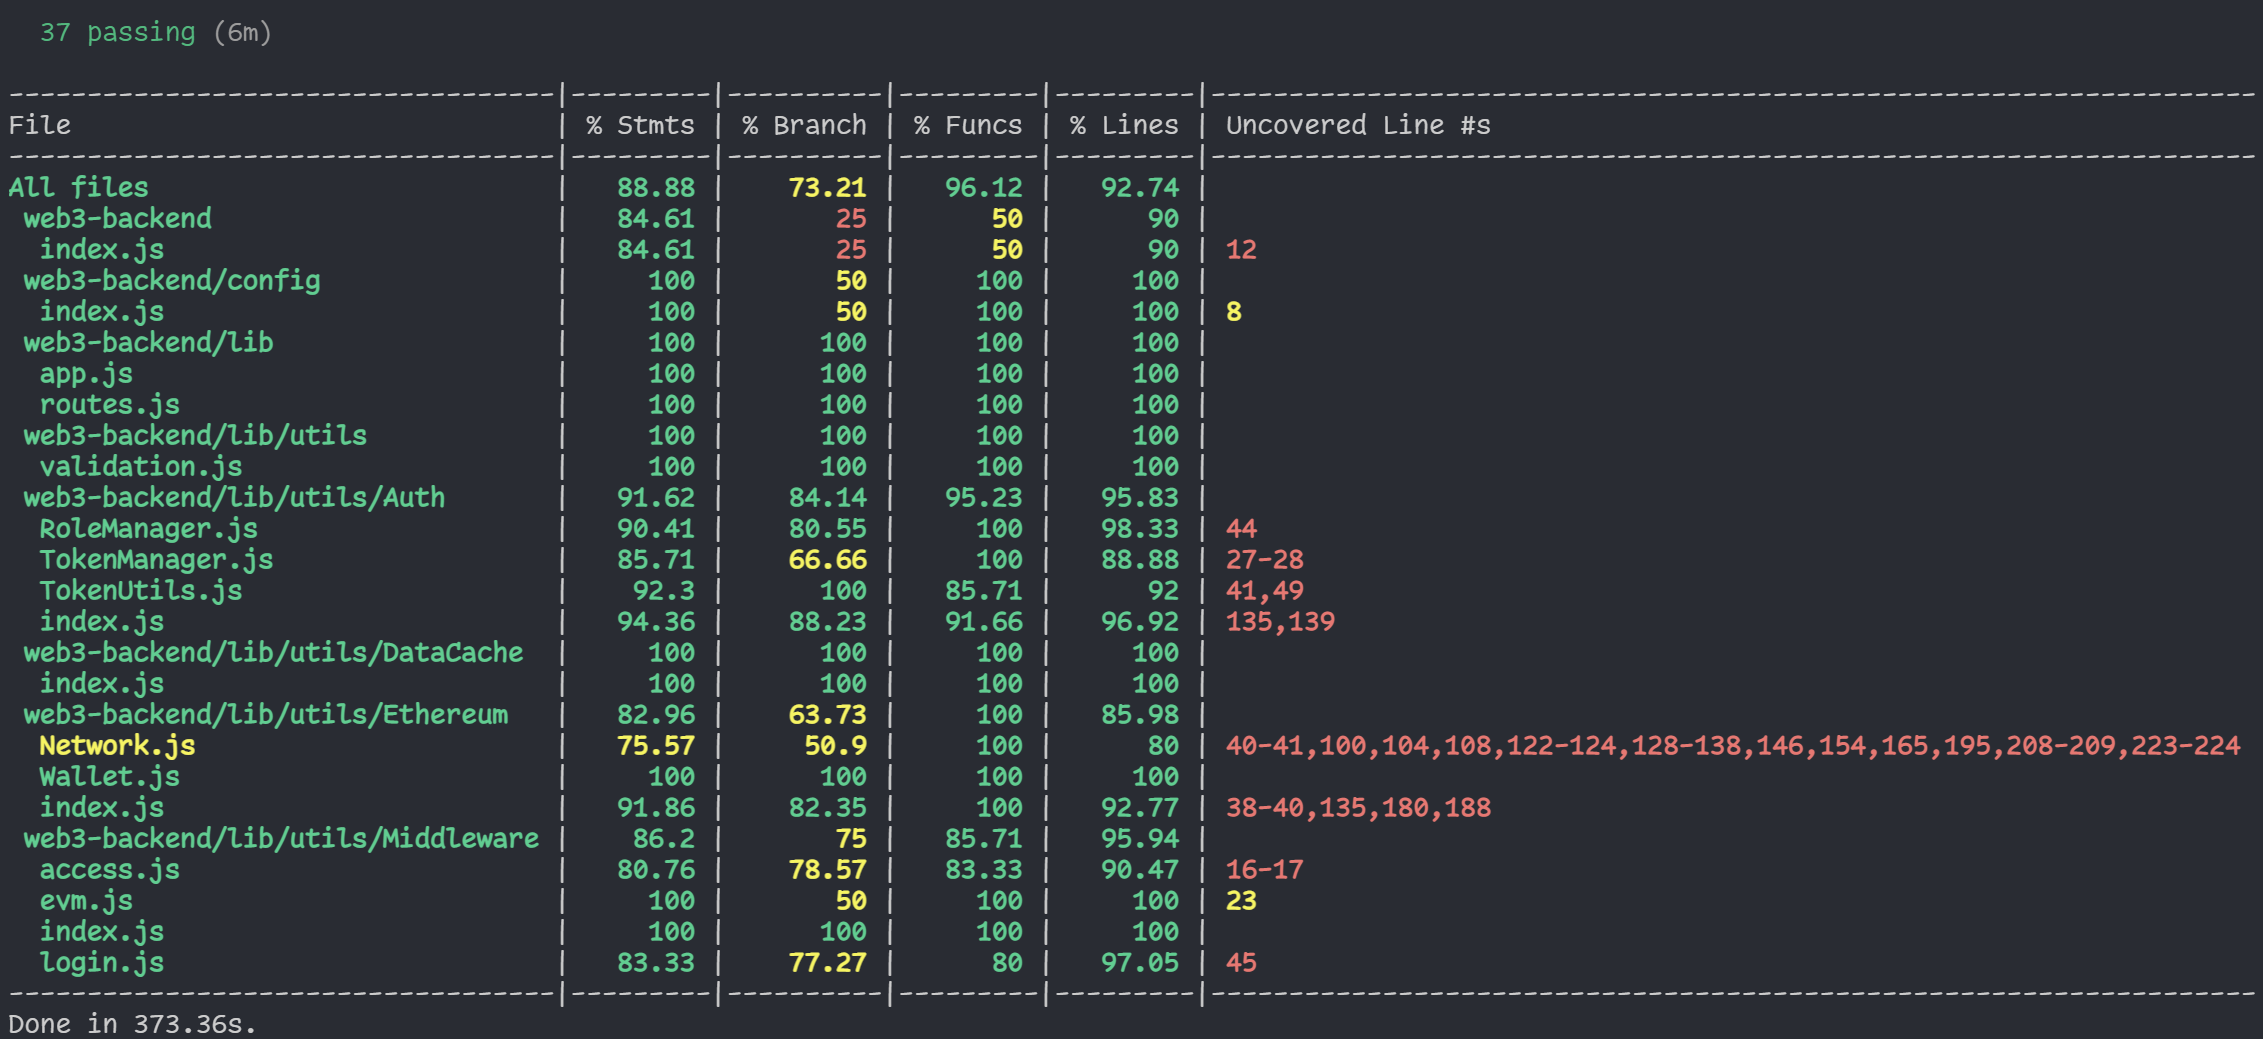 37 passing (6m)
----------------------------------|---------|----------|---------|---------|-------------------------------------------------------------------
File                              | % Stmts | % Branch | % Funcs | % Lines | Uncovered Line #s
----------------------------------|---------|----------|---------|---------|-------------------------------------------------------------------
All files                         |   88.88 |    73.21 |   96.12 |   92.74 |
 web3-backend                     |   84.61 |       25 |      50 |      90 |
  index.js                        |   84.61 |       25 |      50 |      90 | 12
 web3-backend/config              |     100 |       50 |     100 |     100 |
  index.js                        |     100 |       50 |     100 |     100 | 8
 web3-backend/lib                 |     100 |      100 |     100 |     100 |
  app.js                          |     100 |      100 |     100 |     100 |
  routes.js                       |     100 |      100 |     100 |     100 |
 web3-backend/lib/utils           |     100 |      100 |     100 |     100 |
  validation.js                   |     100 |      100 |     100 |     100 |
 web3-backend/lib/utils/Auth      |   91.62 |    84.14 |   95.23 |   95.83 |
  RoleManager.js                  |   90.41 |    80.55 |     100 |   98.33 | 44
  TokenManager.js                 |   85.71 |    66.66 |     100 |   88.88 | 27-28
  TokenUtils.js                   |    92.3 |      100 |   85.71 |      92 | 41,49
  index.js                        |   94.36 |    88.23 |   91.66 |   96.92 | 135,139
 web3-backend/lib/utils/DataCache |     100 |      100 |     100 |     100 |
  index.js                        |     100 |      100 |     100 |     100 |
 web3-backend/lib/utils/Ethereum  |   82.96 |    63.73 |     100 |   85.98 |
  Network.js                      |   75.57 |     50.9 |     100 |      80 | 40-41,100,104,108,122-124,128-138,146,154,165,195,208-209,223-224
  Wallet.js                       |     100 |      100 |     100 |     100 |
  index.js                        |   91.86 |    82.35 |     100 |   92.77 | 38-40,135,180,188
 web3-backend/lib/utils/Middleware |    86.2 |       75 |   85.71 |   95.94 |
  access.js                       |   80.76 |    78.57 |   83.33 |   90.47 | 16-17
  evm.js                          |     100 |       50 |     100 |     100 | 23
  index.js                        |     100 |      100 |     100 |     100 |
  login.js                        |   83.33 |    77.27 |      80 |   97.05 | 45
----------------------------------|---------|----------|---------|---------|-------------------------------------------------------------------
Done in 373.36s.